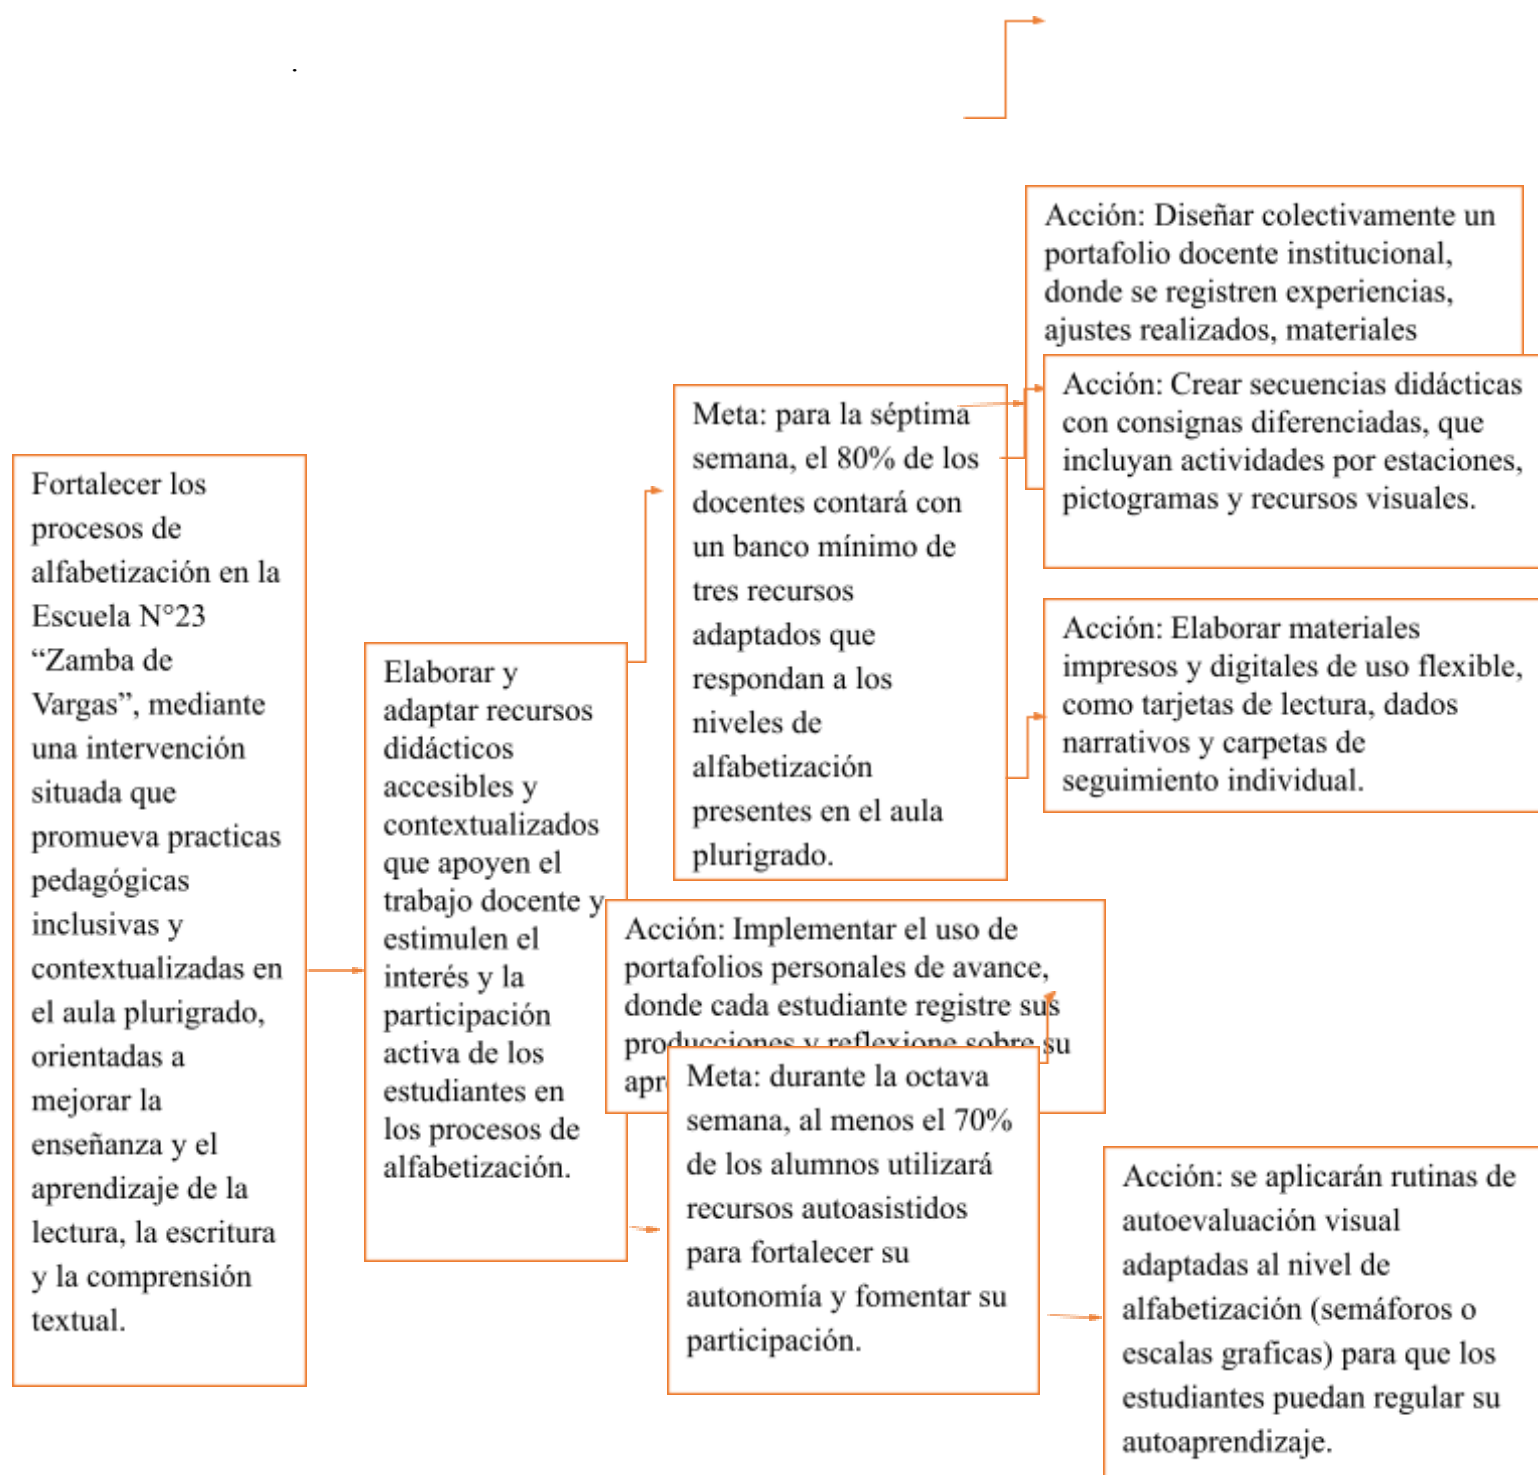 .
Fortalecer los
procesos de
alfabetización en la
Escuela N°23
“Zamba de
Vargas”, mediante
una intervención
situada que
promueva practicas
pedagógicas
inclusivas y
contextualizadas en
el aula plurigrado,
orientadas a
mejorar la
enseñanza y el
aprendizaje de la
lectura, la escritura
y la comprensión
textual.
Elaborar y
adaptar recursos
didácticos
accesibles y
contextualizados
que apoyen el
trabajo docente y
estimulen el
interés y la
participación
activa de los
estudiantes en
los procesos de
alfabetización.
Meta: para la séptima
semana, el 80% de los
docentes contará con
un banco mínimo de
tres recursos
adaptados que
respondan a los
niveles de
alfabetización
presentes en el aula
plurigrado.
Acción: Diseñar colectivamente un
portafolio docente institucional,
donde se registren experiencias,
ajustes realizados, materiales
Acción: Crear secuencias didácticas
con consignas diferenciadas, que
incluyan actividades por estaciones,
pictogramas y recursos visuales.
Acción: Elaborar materiales
impresos y digitales de uso flexible,
como tarjetas de lectura, dados
narrativos y carpetas de
seguimiento individual.
Acción: Implementar el uso de
portafolios personales de avance,
donde cada estudiante registre sus
producciones y reflexione sobre su
Meta: durante la octava
semana, al menos el 70%
de los alumnos utilizará
recursos autoasistidos
para fortalecer su
autonomía y fomentar su
participación.
Acción: se aplicarán rutinas de
autoevaluación visual
adaptadas al nivel de
alfabetización (semáforos o
escalas graficas) para que los
estudiantes puedan regular su
autoaprendizaje.